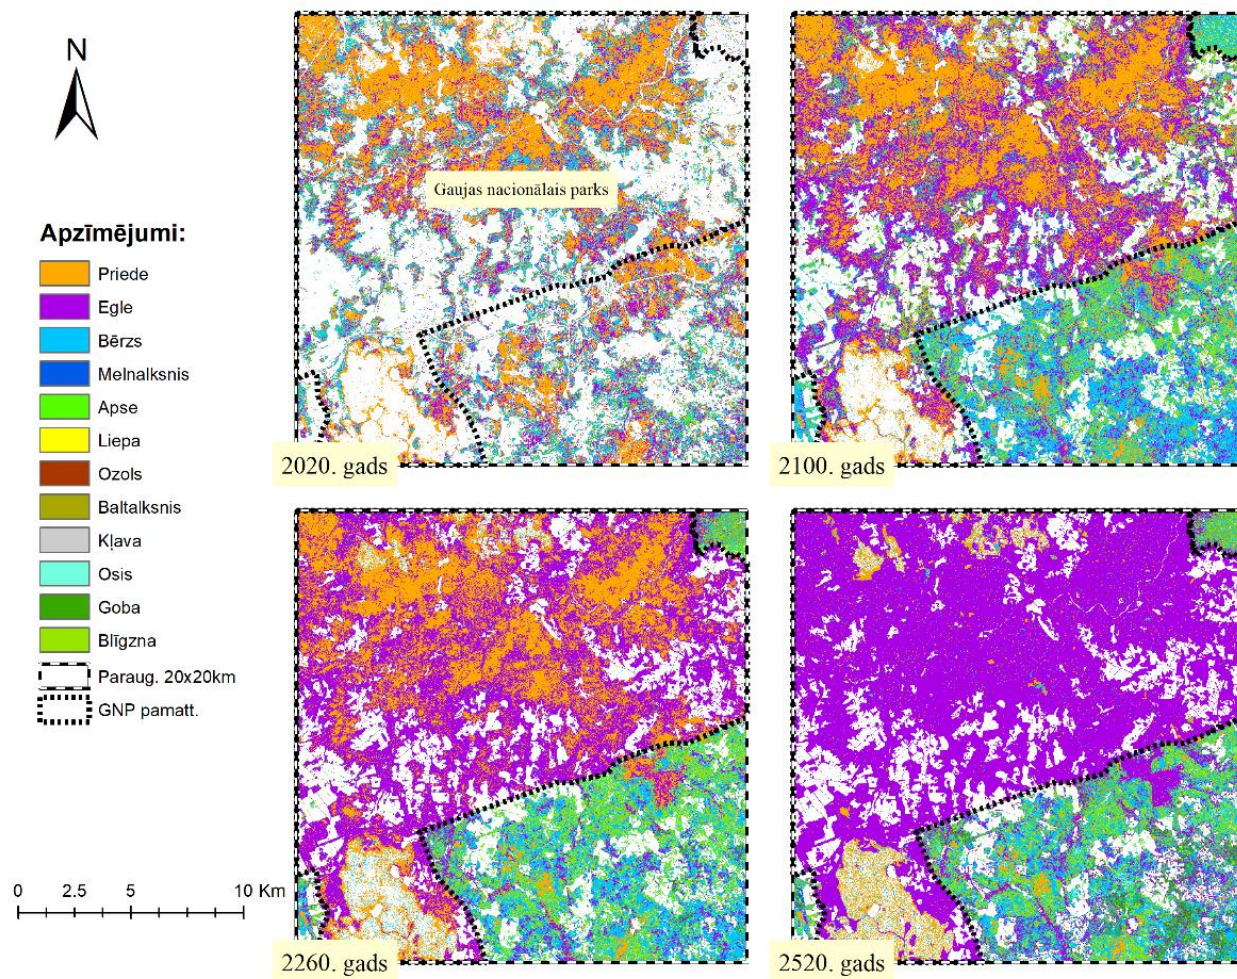 N
Apzīmējumi:
Priede
Egle
Bērzs
Melnalksnis
Apse
Liepa
Ozols
Baltalksnis
Kļava
Osis
Goba
Blīgzna
Paraug. 20x20km
GNP pamatt.
0 2.5 5 10 Km
Gaujas nacionālais parks
2020. gads
2100. gads
2260. gads
2520. gads